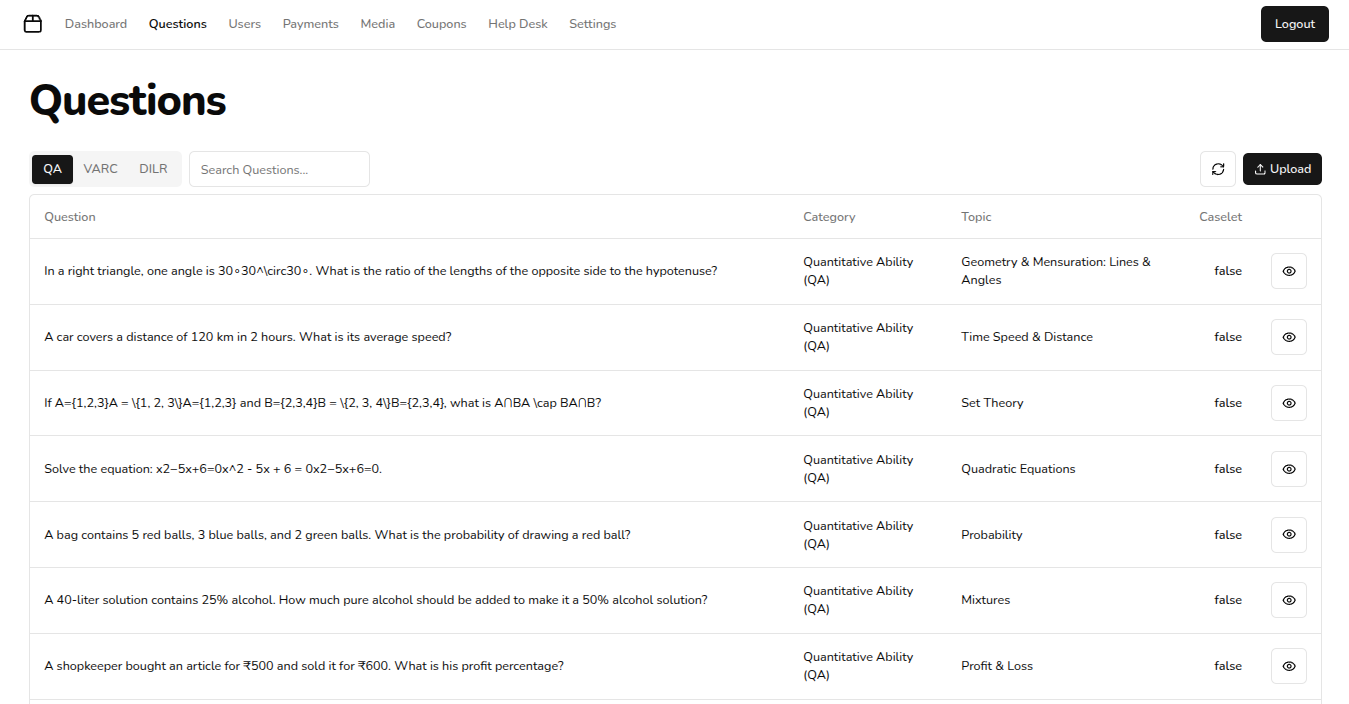 Dashboard Questions Users Payments Media Coupons Help Desk Settings Logout
Questions
QA VARC DILR Search Questions... Upload
Question Category Topic Caselet
In a right triangle, one angle is 30∘30^\circ30∘. What is the ratio of the lengths of the opposite side to the hypotenuse? Quantitative Ability (QA) Geometry & Mensuration: Lines & Angles false
A car covers a distance of 120 km in 2 hours. What is its average speed? Quantitative Ability (QA) Time Speed & Distance false
If A={1,2,3}A = \{1, 2, 3\}A={1,2,3} and B={2,3,4}B = \{2, 3, 4\}B={2,3,4}, what is A∩BA \cap BA∩B? Quantitative Ability (QA) Set Theory false
Solve the equation: x2−5x+6=0x^2 - 5x + 6 = 0x2−5x+6=0. Quantitative Ability (QA) Quadratic Equations false
A bag contains 5 red balls, 3 blue balls, and 2 green balls. What is the probability of drawing a red ball? Quantitative Ability (QA) Probability false
A 40-liter solution contains 25% alcohol. How much pure alcohol should be added to make it a 50% alcohol solution? Quantitative Ability (QA) Mixtures false
A shopkeeper bought an article for ₹500 and sold it for ₹600. What is his profit percentage? Quantitative Ability (QA) Profit & Loss false